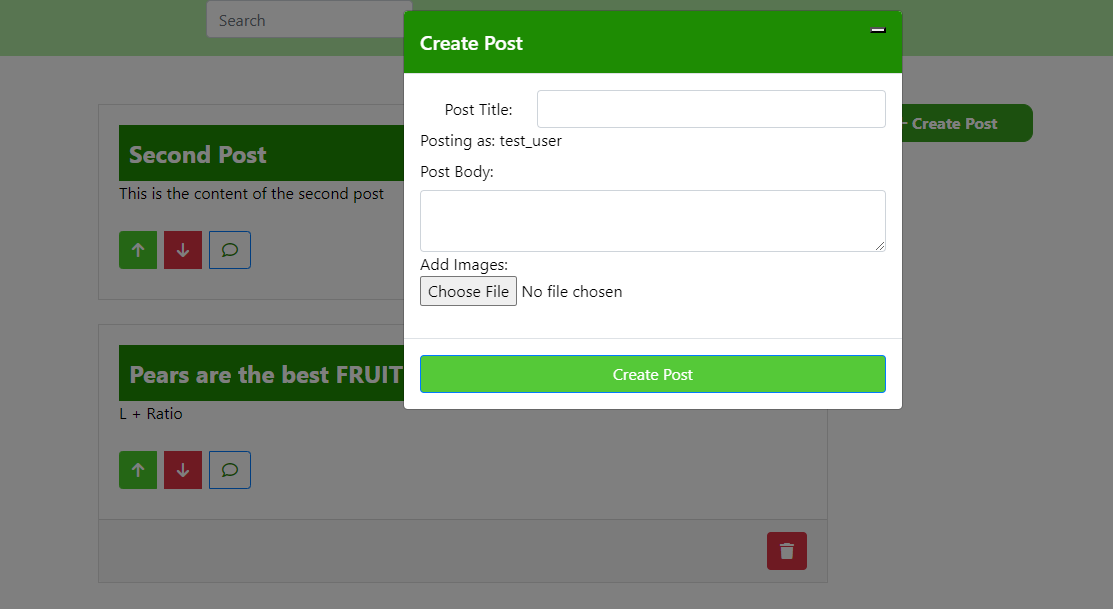 Search
Create Post
Post Title:
Posting as: test_user
Post Body:
Add Images:
Choose File No file chosen
Create Post
Create Post
Second Post
This is the content of the second post
Pears are the best FRUIT
L + Ratio